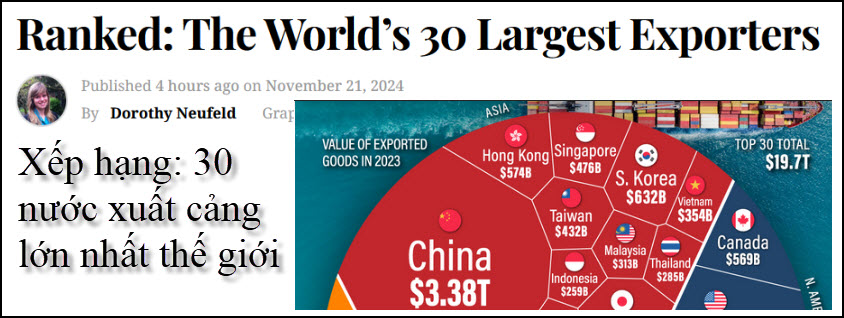 Ranked: The World's 30 Largest Exporters
Published 4 hours ago on November 21, 2024
By Dorothy Neufeld Grap
Xếp hạng: 30
nước xuất cảng
lớn nhất thế giới
VALUE OF EXPORTED
GOODS IN 2023
ASIA
TOP 30 TOTAL
$19.7T
Hong Kong
$574B
Singapore
$476B
S. Korea
$632B
Vietnam
$354B
Taiwan
$432B
Canada
$569B
China
$3.38T
Malaysia
$313B
Thailand
$285B
Indonesia
$259B
N. AME